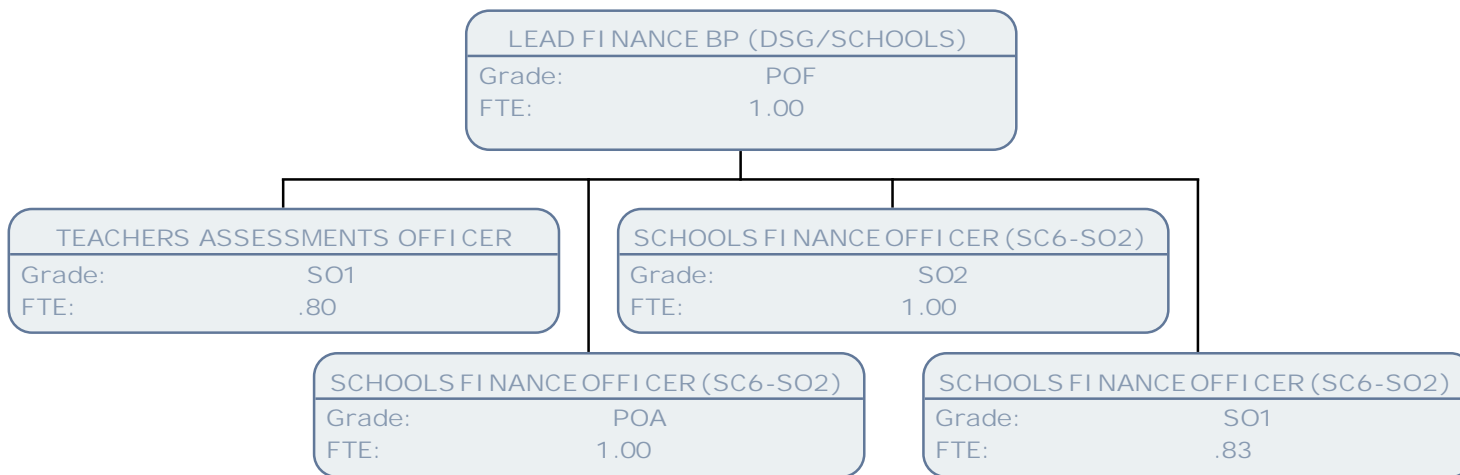 LEAD FINANCE BP (DSG/SCHOOLS)
Grade: POF
FTE: 1.00
TEACHERS ASSESSMENTS OFFICER
Grade: SO1
FTE: .80
SCHOOLS FINANCE OFFICER (SC6-SO2)
Grade: SO2
FTE: 1.00
SCHOOLS FINANCE OFFICER (SC6-SO2)
Grade: POA
FTE: 1.00
SCHOOLS FINANCE OFFICER (SC6-SO2)
Grade: SO1
FTE: .83